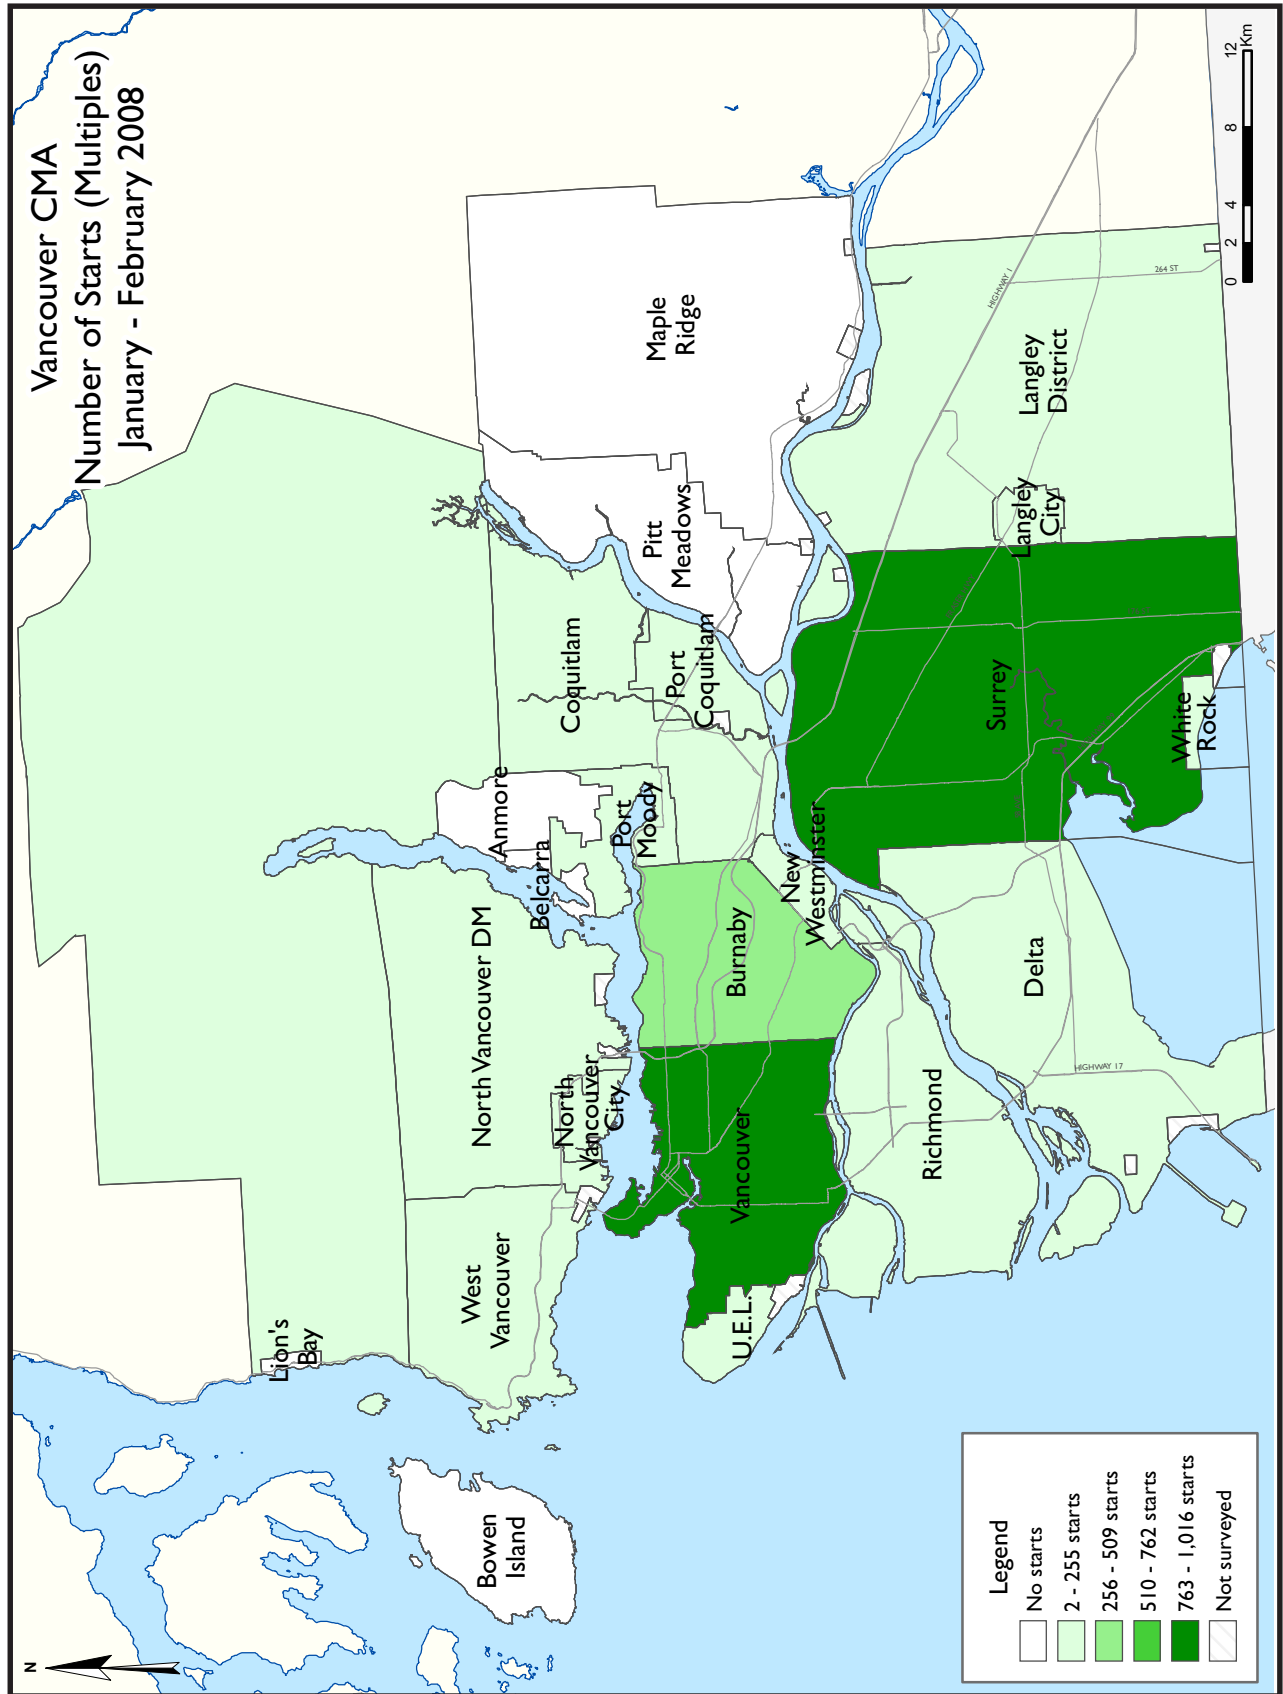 Vancouver CMA
Number of Starts (Multiples)
January - February 2008
N
Lion's
Bay
Bowen
Island
West
Vancouver
North Vancouver DM
North
Vancouver
City
Belcarra
Anmore
Port
Moody
Coquitlam
Port
Coquitlam
Pitt
Meadows
Maple
Ridge
U.E.L.
Vancouver
Burnaby
New
Westminster
Richmond
Delta
Surrey
White
Rock
Langley
City
Langley
District
HIGHWAY 1
264 ST
HIGHWAY 17
Legend
No starts
2 - 255 starts
256 - 509 starts
510 - 762 starts
763 - 1,016 starts
Not surveyed
0 2 4 8 12
Km